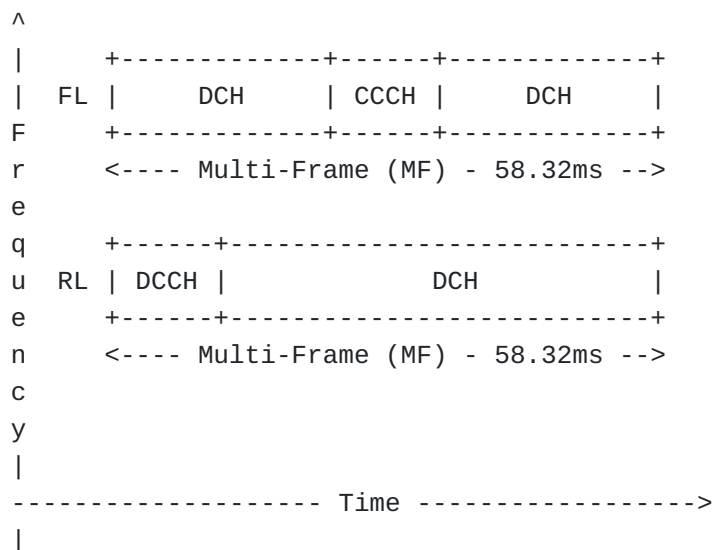 ^
|      +-------------+------+-------------+
|  FL |     DCH     | CCCH |     DCH     |
F      +-------------+------+-------------+
r      <---- Multi-Frame (MF) - 58.32ms -->
e
q      +------+---------------------------+
u  RL | DCCH |             DCH           |
e      +------+---------------------------+
n      <---- Multi-Frame (MF) - 58.32ms -->
c
y
|
-------------------- Time ------------------>
|